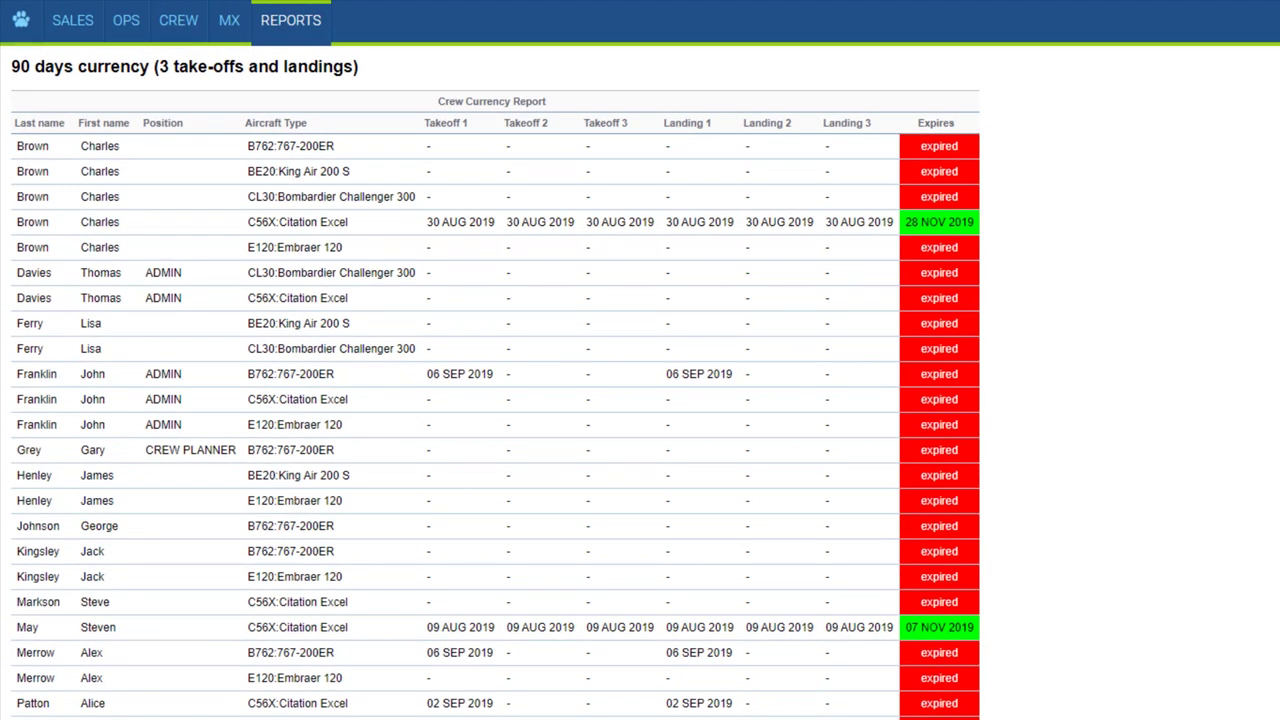 SALES OPS CREW MX REPORTS
90 days currency (3 take-offs and landings)
Crew Currency Report
Last name First name Position Aircraft Type Takeoff 1 Takeoff 2 Takeoff 3 Landing 1 Landing 2 Landing 3 Expires
Brown Charles B762:767-200ER - - - - - - expired
Brown Charles BE20:King Air 200 S - - - - - - expired
Brown Charles CL30:Bombardier Challenger 300 - - - - - - expired
Brown Charles C56X:Citation Excel 30 AUG 2019 30 AUG 2019 30 AUG 2019 30 AUG 2019 30 AUG 2019 30 AUG 2019 28 NOV 2019
Brown Charles E120:Embraer 120 - - - - - - expired
Davies Thomas ADMIN CL30:Bombardier Challenger 300 - - - - - - expired
Davies Thomas ADMIN C56X:Citation Excel - - - - - - expired
Ferry Lisa BE20:King Air 200 S - - - - - - expired
Ferry Lisa CL30:Bombardier Challenger 300 - - - - - - expired
Franklin John ADMIN B762:767-200ER 06 SEP 2019 - - 06 SEP 2019 - - expired
Franklin John ADMIN C56X:Citation Excel - - - - - - expired
Franklin John ADMIN E120:Embraer 120 - - - - - - expired
Grey Gary CREW PLANNER B762:767-200ER - - - - - - expired
Henley James BE20:King Air 200 S - - - - - - expired
Henley James E120:Embraer 120 - - - - - - expired
Johnson George B762:767-200ER - - - - - - expired
Kingsley Jack B762:767-200ER - - - - - - expired
Kingsley Jack E120:Embraer 120 - - - - - - expired
Markson Steve C56X:Citation Excel - - - - - - expired
May Steven C56X:Citation Excel 09 AUG 2019 09 AUG 2019 09 AUG 2019 09 AUG 2019 09 AUG 2019 09 AUG 2019 07 NOV 2019
Merrow Alex B762:767-200ER 06 SEP 2019 - - 06 SEP 2019 - - expired
Merrow Alex E120:Embraer 120 - - - - - - expired
Patton Alice C56X:Citation Excel 02 SEP 2019 - - 02 SEP 2019 - - expired